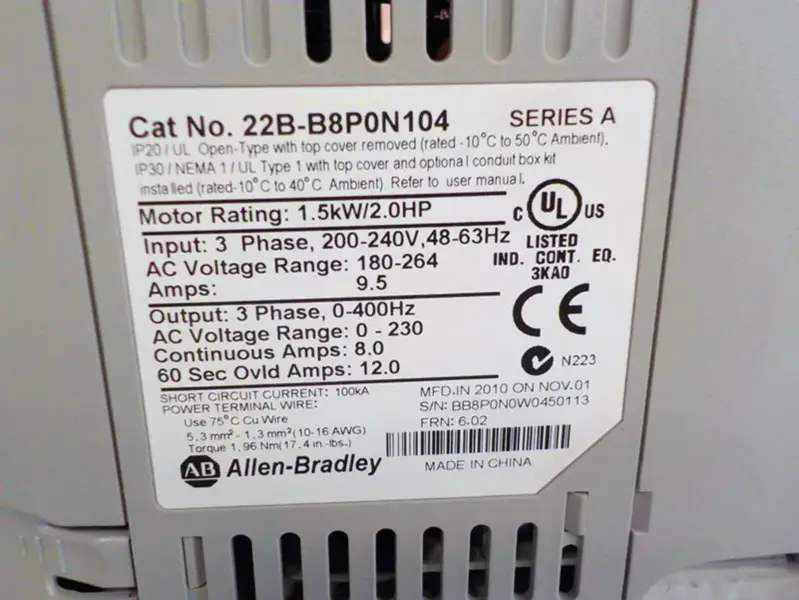 Cat No. 22B-B8P0N104 SERIES A
IP20 / UL Open-Type with top cover removed (rated -10°C to 50°C Ambient).
IP30 / NEMA 1 / UL Type 1 with top cover and optional conduit box kit
installed (rated-10°C to 40°C Ambient). Refer to user manual.
Motor Rating: 1.5kW/2.0HP
C UL US
Input: 3 Phase, 200-240V,48-63Hz
LISTED
AC Voltage Range: 180-264
IND. CONT. EQ.
3KA0
Amps: 9.5
CE
Output: 3 Phase, 0-400Hz
AC Voltage Range: 0 - 230
Continuous Amps: 8.0
N223
60 Sec Ovld Amps: 12.0
SHORT CIRCUIT CURRENT: 100kA
MFD.IN 2010 ON NOV.01
POWER TERMINAL WIRE:
S/N: BB8P0N0W0450113
Use 75°C Cu Wire
FRN: 6.02
5.3 mm² - 1.3 mm² (10-16 AWG)
Torque 1.96 Nm(17.4 in.-lbs.)
AB Allen-Bradley
MADE IN CHINA